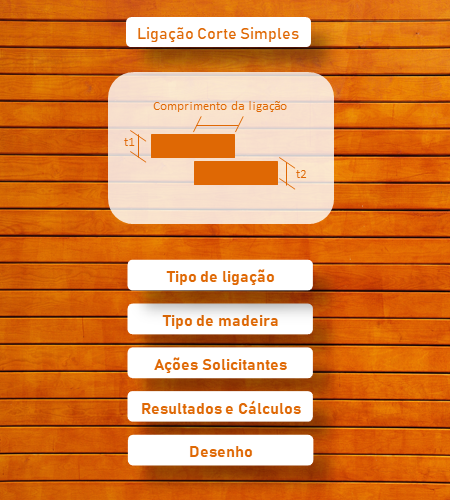 Ligação Corte Simples
Comprimento da ligação
t1
t2
Tipo de ligação
Tipo de madeira
Ações Solicitantes
Resultados e Cálculos
Desenho